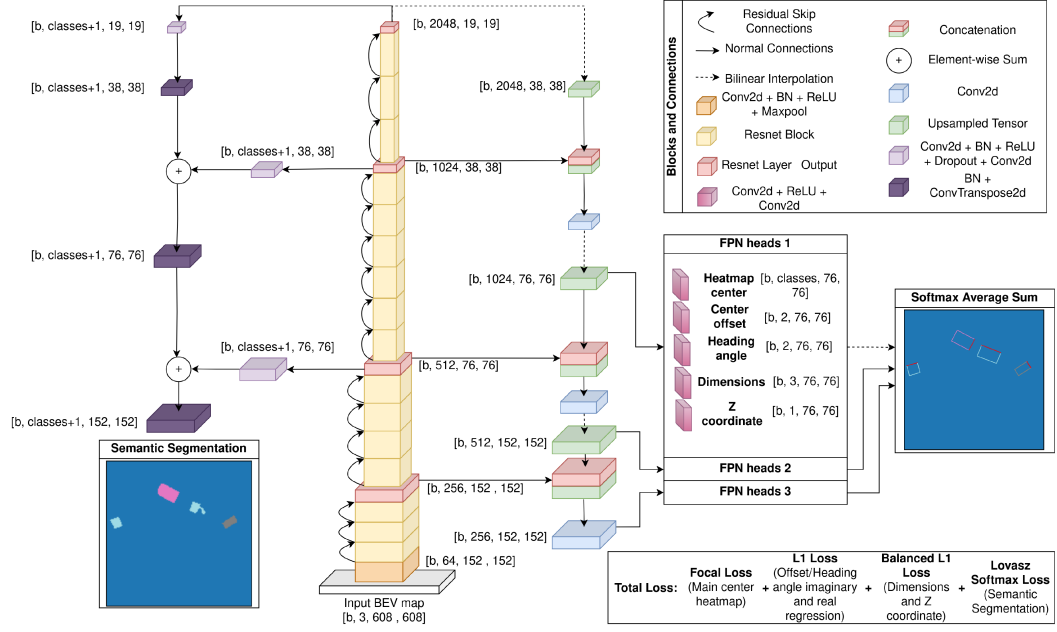 [b, classes+1, 19, 19]
[b, classes+1, 38, 38]
[b, classes+1, 38, 38]
[b, classes+1, 76, 76]
[b, classes+1, 76, 76]
[b, classes+1, 152, 152]
Semantic Segmentation
[b, 2048, 19, 19]
[b, 1024, 38, 38]
[b, 512, 76, 76]
[b, 256, 152 , 152]
[b, 64, 152 , 152]
Input BEV map
[b, 3, 608 , 608]
[b, 2048, 38, 38]
[b, 1024, 76, 76]
[b, 512, 152, 152]
[b, 256, 152, 152]
Blocks and Connections
Residual Skip
Connections
Normal Connections
Bilinear Interpolation
Conv2d + BN + ReLU
+ Maxpool
Resnet Block
Resnet Layer Output
Conv2d + ReLU +
Conv2d
Concatenation
+
Element-wise Sum
Conv2d
Upsampled Tensor
Conv2d + BN + ReLU
+ Dropout + Conv2d
BN +
ConvTranspose2d
+
+
FPN heads 1
Heatmap
center
[b, classes, 76,
76]
Center
offset
[b, 2, 76, 76]
Heading
angle
[b, 2, 76, 76]
Dimensions
[b, 3, 76, 76]
Z
coordinate
[b, 1, 76, 76]
FPN heads 2
FPN heads 3
Softmax Average Sum
Total Loss:
Focal Loss
(Main center
heatmap)
+
L1 Loss
(Offset/Heading
angle imaginary
and real
regression)
+
Balanced L1
Loss
(Dimensions
and Z
coordinate)
+
Lovasz
Softmax Loss
(Semantic
Segmentation)